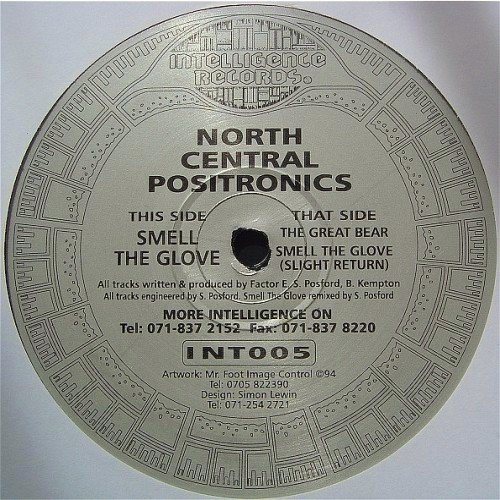 INTELLIGENCE
RECORDS.
NORTH
CENTRAL
POSITRONICS
THIS SIDE
SMELL
THE GLOVE
THAT SIDE
THE GREAT BEAR
SMELL THE GLOVE
(SLIGHT RETURN)
All tracks written & produced by Factor E, S. Posford, B. Kempton
All tracks engineered by S. Posford. Smell The Glove remixed by S. Posford
MORE INTELLIGENCE ON
Tel: 071-837 2152 Fax: 071-837 8220
INT005
Artwork: Mr. Foot Image Control ©94
Tel: 0705 822390
Design: Simon Lewin
Tel: 071-254 2721